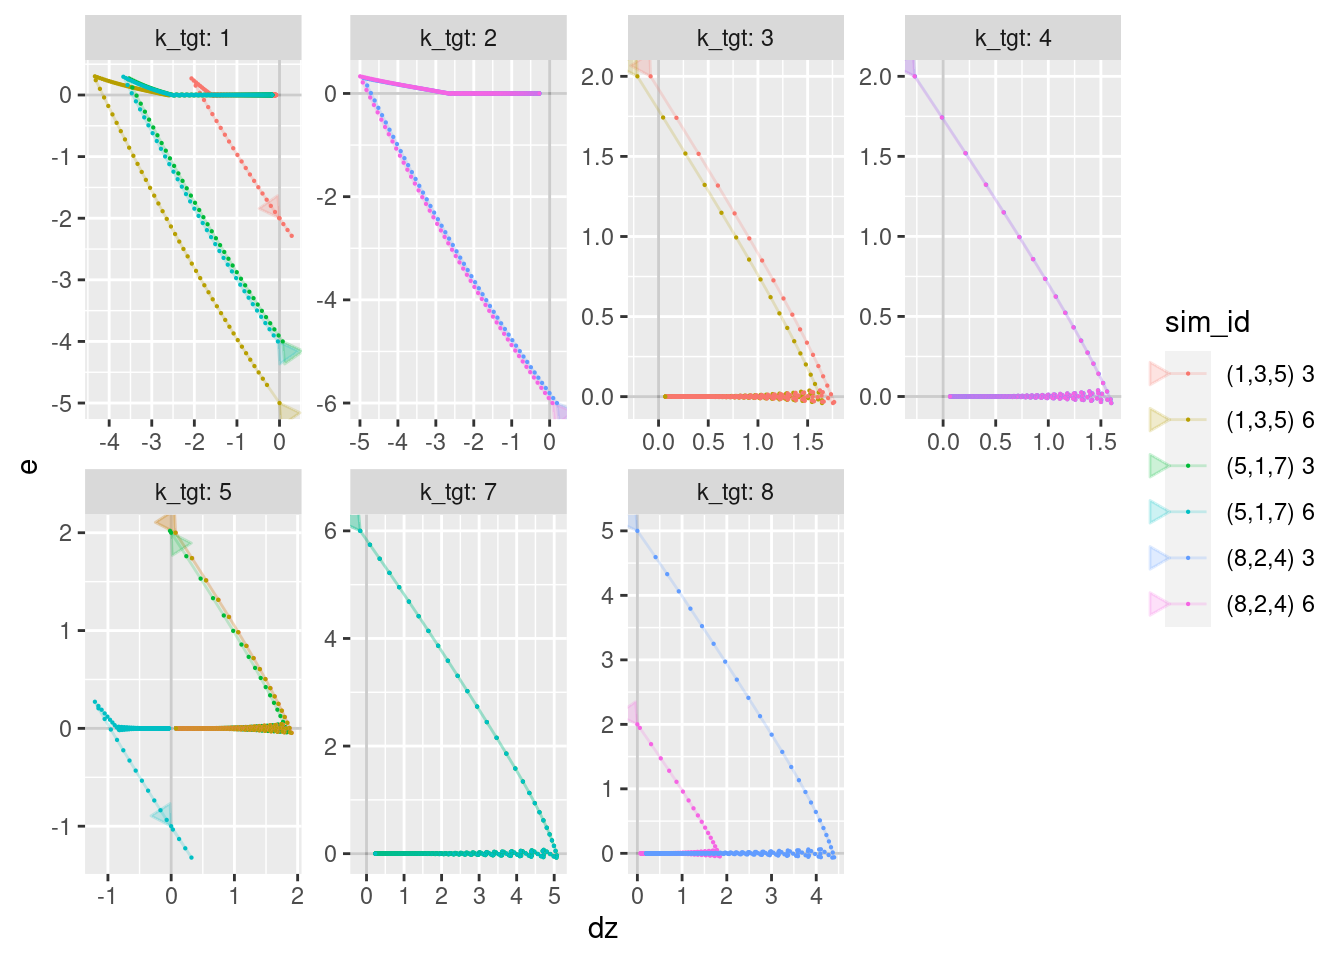 k_tgt: 1
k_tgt: 2
k_tgt: 3
k_tgt: 4
0
-1
-2
-3
-4
-5
-4 -3 -2 -1 0
0
-2
-4
-6
-5 -4 -3 -2 -1 0
2.0
1.5
1.0
0.5
0.0
0.0 0.5 1.0 1.5
2.0
1.5
1.0
0.5
0.0
0.0 0.5 1.0 1.5
e
k_tgt: 5
k_tgt: 7
k_tgt: 8
2
1
0
-1
-1 0 1 2
6
4
2
0
0 1 2 3 4 5
5
4
3
2
1
0
0 1 2 3 4
dz
sim_id
(1,3,5) 3
(1,3,5) 6
(5,1,7) 3
(5,1,7) 6
(8,2,4) 3
(8,2,4) 6